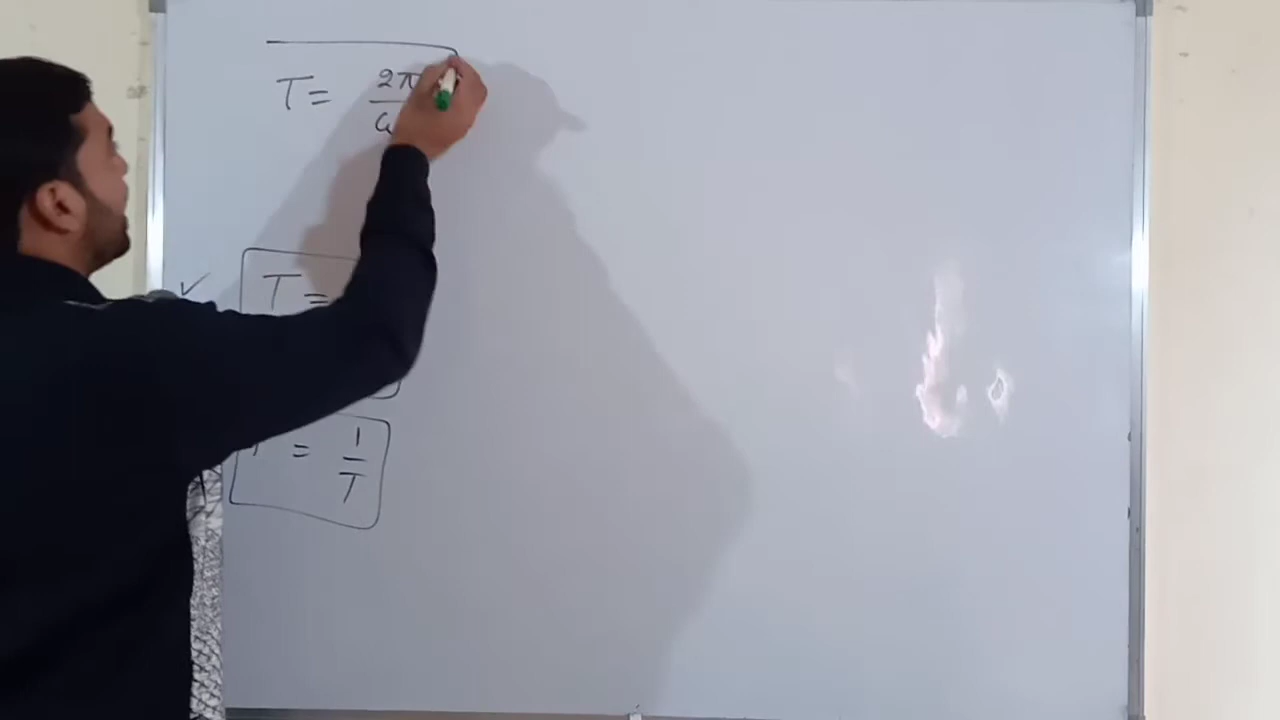 T = 2π
T =
= 1/T